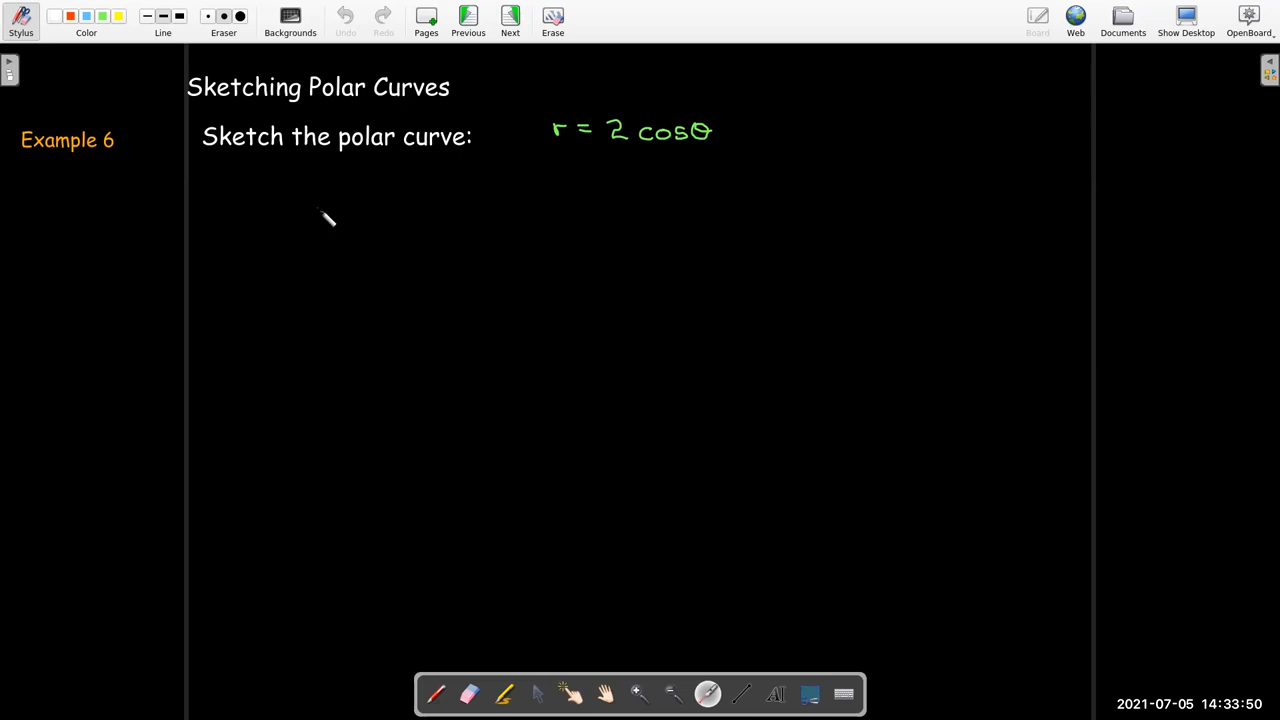 Stylus
Color
Line
Eraser
Backgrounds
Undo
Redo
Pages
Previous
Next
Erase
Board
Web
Documents
Show Desktop
OpenBoard
Sketching Polar Curves
Example 6
Sketch the polar curve: r = 2 cosθ
AI
2021-07-05 14:33:50